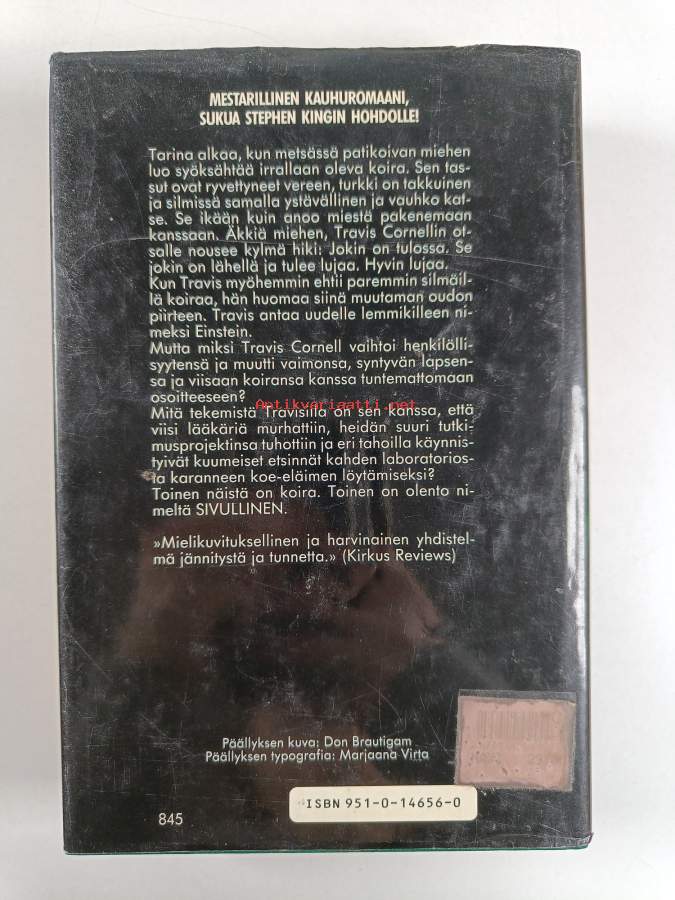 MESTARILLINEN KAUHUROMAANI,
SUKUA STEPHEN KINGIN HOHDOLLE!
Tarina alkaa, kun metsässä patikoivan miehen
luo syöksähtää irrallaan oleva koira. Sen tas-
sut ovat ryvettyneet vereen, turkki on takkuinen
ja silmissä samalla ystävällinen ja vauhko kat-
se. Se ikään kuin anoo miestä pakenemaan
kanssaan. Äkkiä miehen, Travis Cornellin ot-
salle nousee kylmä hiki: Jokin on tulossa. Se
jokin on lähellä ja tulee lujaa. Hyvin lujaa.
Kun Travis myöhemmin ehtii paremmin silmäil-
lä koiraa, hän huomaa siinä muutaman oudon
piirteen. Travis antaa uudelle lemmikilleen ni-
meksi Einstein.
Mutta miksi Travis Cornell vaihtoi henkilölli-
syytensä ja muutti vaimonsa, syntyvän lapsen-
sa ja viisaan koiransa kanssa tuntemattomaan
osoitteeseen?
Antikvariaatti.net
Mitä tekemistä Travisilla on sen kanssa, että
viisi lääkäriä murhattiin, heidän suuri tutki-
musprojektinsa tuhottiin ja eri tahoilla käynnis-
tyivät kuumeiset etsinnät kahden laboratorios-
ta karanneen koe-eläimen löytämiseksi?
Toinen näistä on koira. Toinen on olento ni-
meltä SIVULLINEN.
»Mielikuvituksellinen ja harvinainen yhdistel-
mä jännitystä ja tunnetta.» (Kirkus Reviews)
Päällyksen kuva: Don Brautigam
Päällyksen typografia: Marjaana Virta
ISBN 951-0-14656-0
845